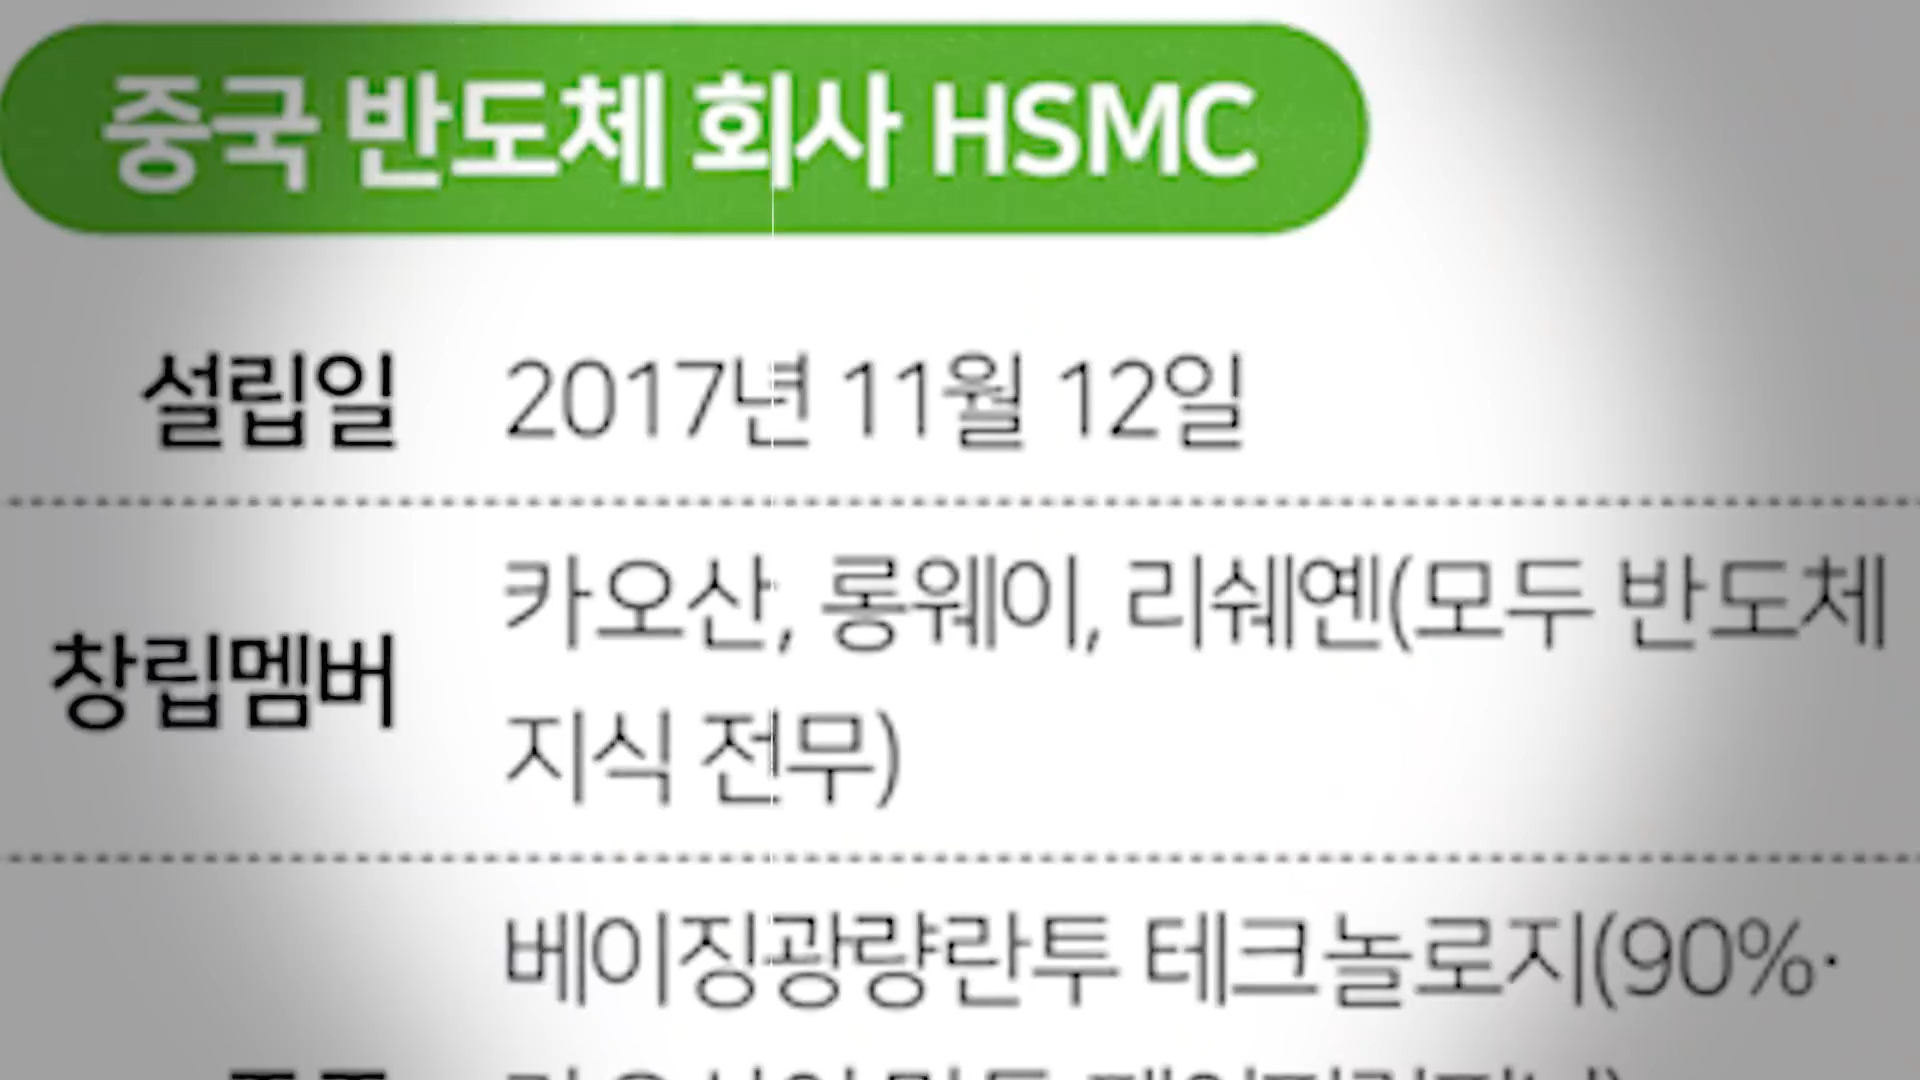 중국 반도체 회사 HSMC
설립일 2017년 11월 12일
창립멤버 카오산, 롱웨이, 리쉐옌(모두 반도체
지식 전무)
베이징광량란투 테크놀로지(90%·